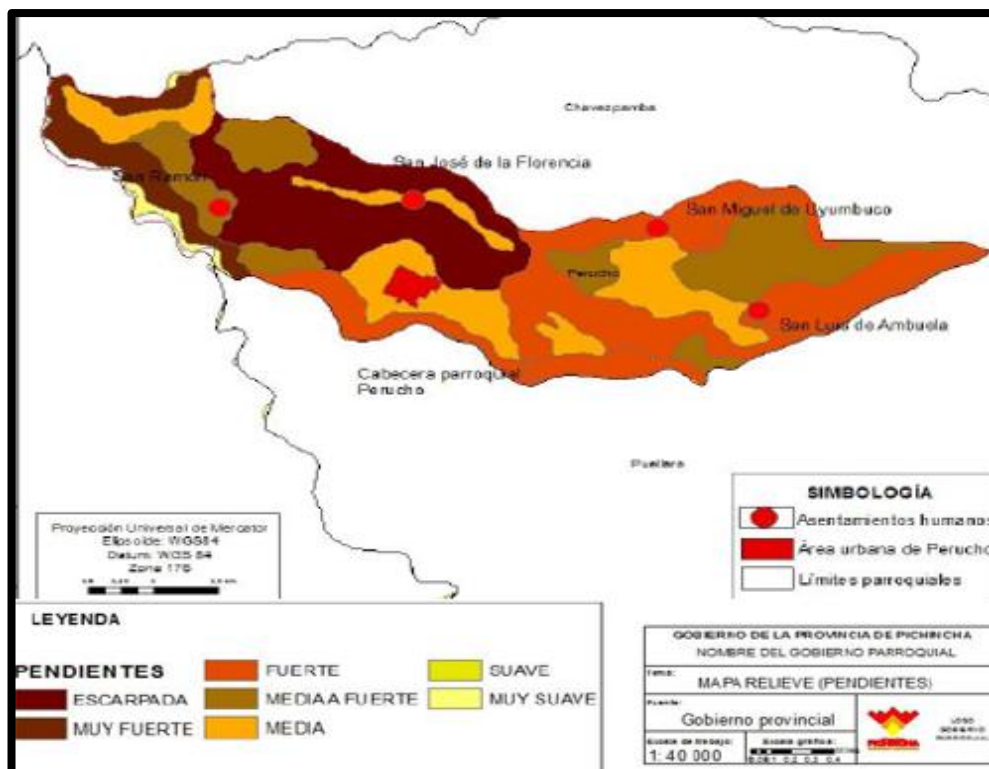 Chavezpamba
San José de la Florencia
San Ramón
San Miguel de Uyumbuco
Perucho
San Luis de Ambuela
Cabecera parroquial
Perucho
Puellaro
SIMBOLOGÍA
Asentamientos humanos
Área urbana de Perucho
Límites parroquiales
Proyección Universal de Mercator
Elipsoide: WGS84
Datum: WGS 84
Zone 17S
LEYENDA
PENDIENTES
ESCARPADA
MUY FUERTE
FUERTE
MEDIA A FUERTE
MEDIA
SUAVE
MUY SUAVE
GOBIERNO DE LA PROVINCIA DE PICHINCHA
NOMBRE DEL GOBIERNO PARROQUIAL
Tema:
MAPA RELIEVE (PENDIENTES)
Fuente:
Gobierno provincial
Escala de trabajo:
1: 40 000
Escala gráfica:
PICHINCHA
LOGO
GOBIERNO